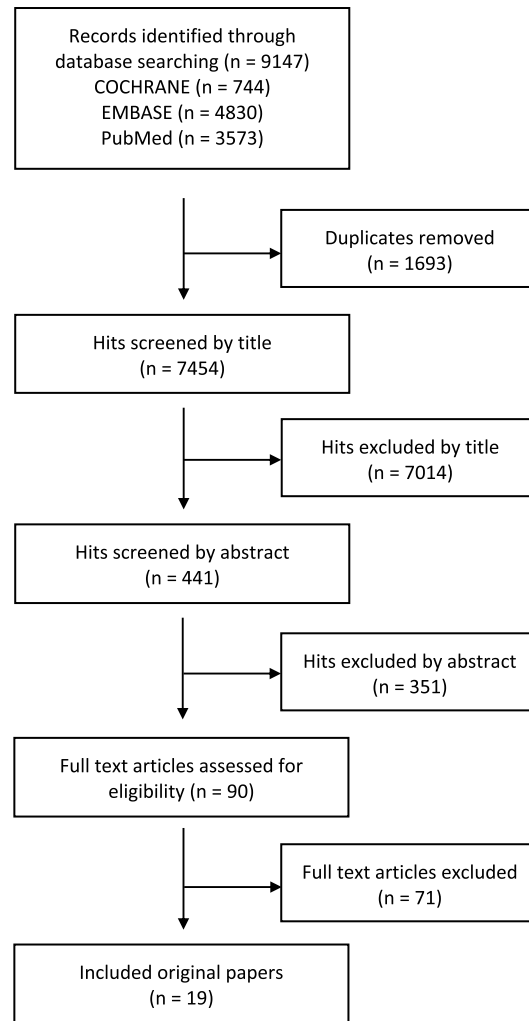 Records identified through
database searching (n = 9147)
COCHRANE (n = 744)
EMBASE (n = 4830)
PubMed (n = 3573)
Duplicates removed
(n = 1693)
Hits screened by title
(n = 7454)
Hits excluded by title
(n = 7014)
Hits screened by abstract
(n = 441)
Hits excluded by abstract
(n = 351)
Full text articles assessed for
eligibility (n = 90)
Full text articles excluded
(n = 71)
Included original papers
(n = 19)